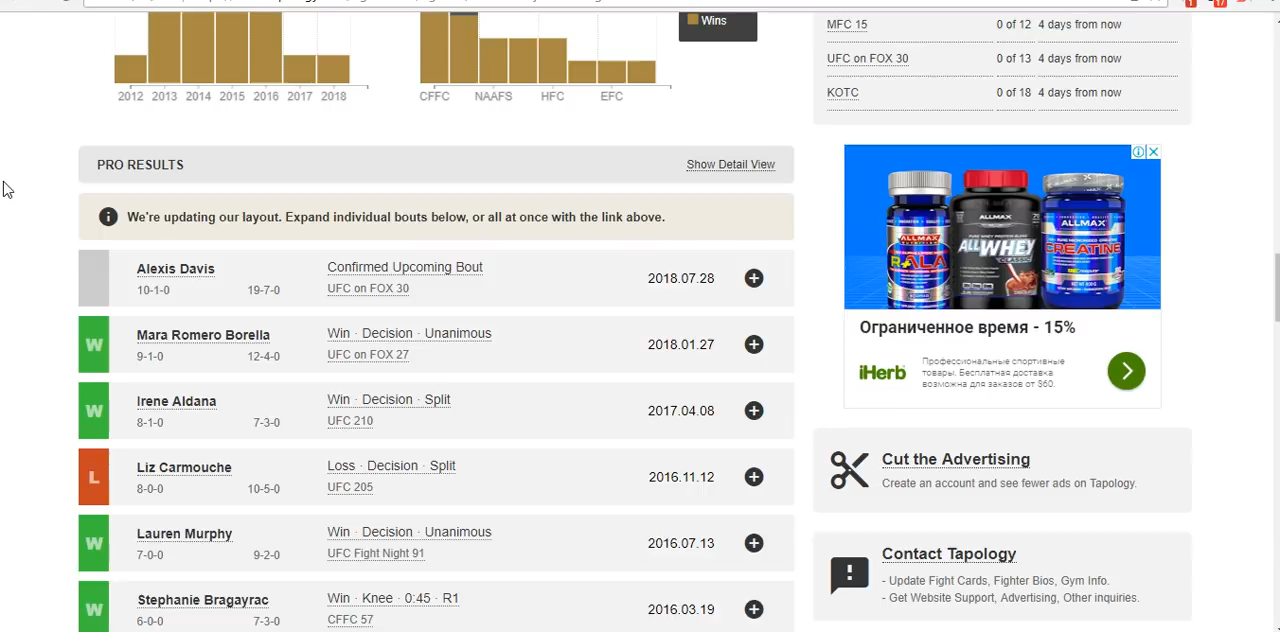 Wins
2012 2013 2014 2015 2016 2017 2018
CFFC NAAFS HFC EFC
MFC 15 0 of 12 4 days from now
UFC on FOX 30 0 of 13 4 days from now
KOTC 0 of 18 4 days from now
PRO RESULTS Show Detail View
We're updating our layout. Expand individual bouts below, or all at once with the link above.
Alexis Davis Confirmed Upcoming Bout 2018.07.28
10-1-0 19-7-0 UFC on FOX 30
Mara Romero Borella Win · Decision · Unanimous 2018.01.27
9-1-0 12-4-0 UFC on FOX 27
Irene Aldana Win · Decision · Split 2017.04.08
8-1-0 7-3-0 UFC 210
L Liz Carmouche Loss · Decision · Split 2016.11.12
8-0-0 10-5-0 UFC 205
W Lauren Murphy Win · Decision · Unanimous 2016.07.13
7-0-0 9-2-0 UFC Fight Night 91
W Stephanie Bragayrac Win · Knee · 0:45 · R1 2016.03.19
6-0-0 7-3-0 CFFC 57
W
W
ALLMAX
ALLMAX
R+ALA
ALLWHEY
CLASSIC
ALLMAX
CREATINE
Ограниченное время - 15%
iHerb
Профессиональные спортивные
товары. Бесплатная доставка
возможна для заказов от $60.
Cut the Advertising
Create an account and see fewer ads on Tapology.
Contact Tapology
- Update Fight Cards, Fighter Bios, Gym Info.
- Get Website Support, Advertising, Other inquiries.